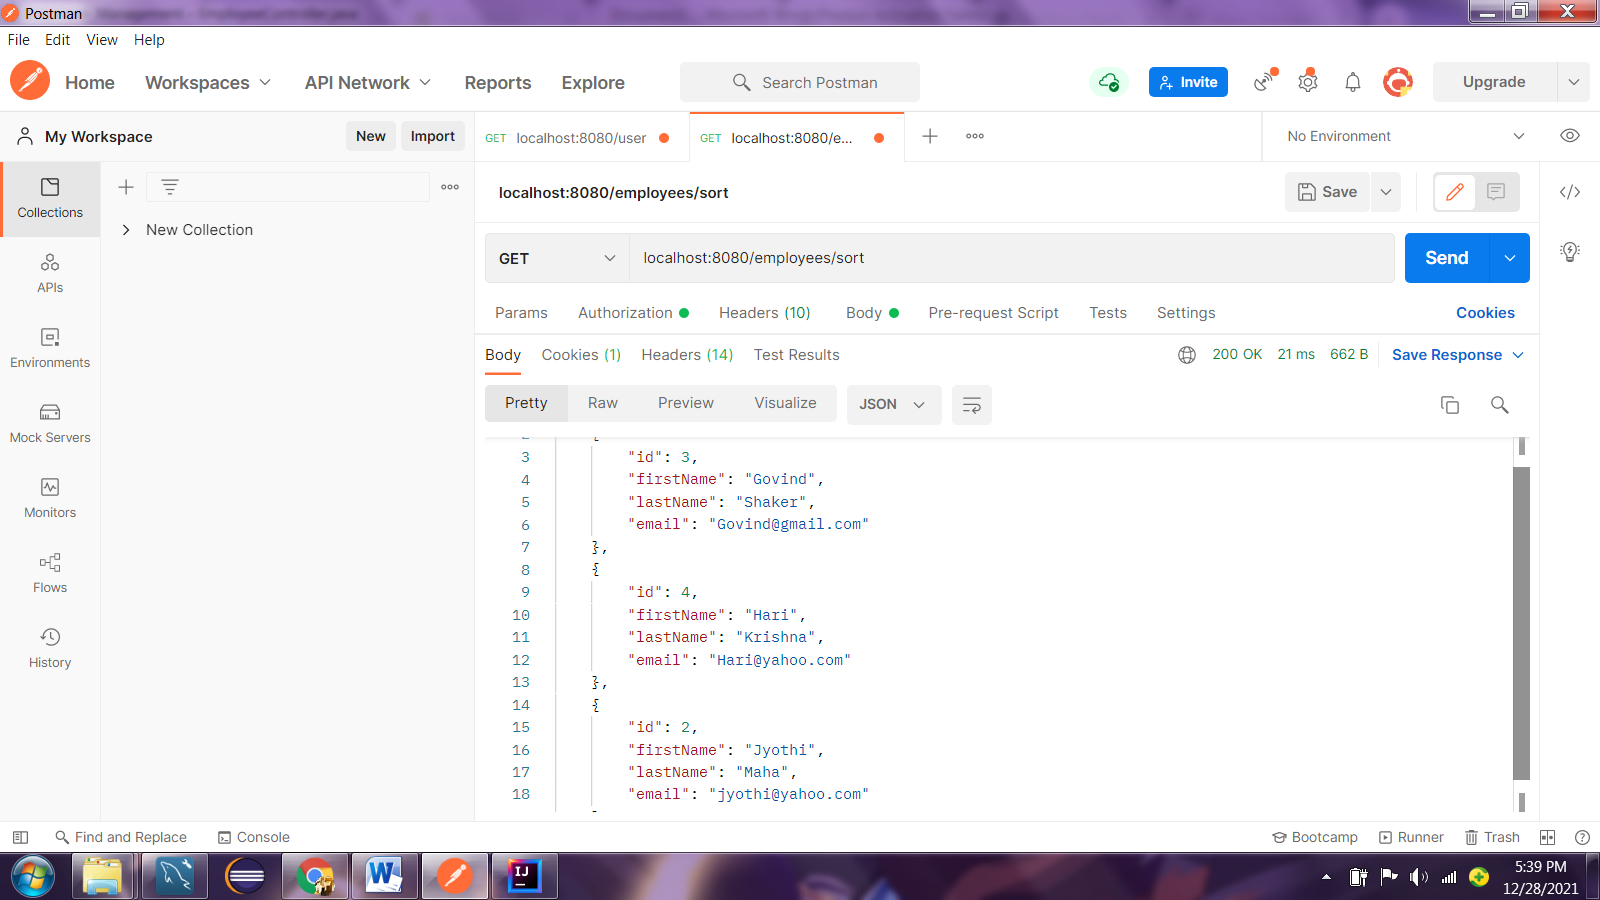 Postman
File Edit View Help
Home Workspaces API Network Reports Explore Search Postman Invite Upgrade
My Workspace New Import GET localhost:8080/user GET localhost:8080/e... No Environment
Collections
APIs
Environments
Mock Servers
Monitors
Flows
History
New Collection
localhost:8080/employees/sort Save
GET localhost:8080/employees/sort Send
Params Authorization Headers (10) Body Pre-request Script Tests Settings Cookies
Body Cookies (1) Headers (14) Test Results 200 OK 21 ms 662 B Save Response
Pretty Raw Preview Visualize JSON
3 "id": 3,
4 "firstName": "Govind",
5 "lastName": "Shaker",
6 "email": "Govind@gmail.com"
7 },
8 {
9 "id": 4,
10 "firstName": "Hari",
11 "lastName": "Krishna",
12 "email": "Hari@yahoo.com"
13 },
14 {
15 "id": 2,
16 "firstName": "Jyothi",
17 "lastName": "Maha",
18 "email": "jyothi@yahoo.com"
Find and Replace Console Bootcamp Runner Trash
W IJ
5:39 PM
12/28/2021